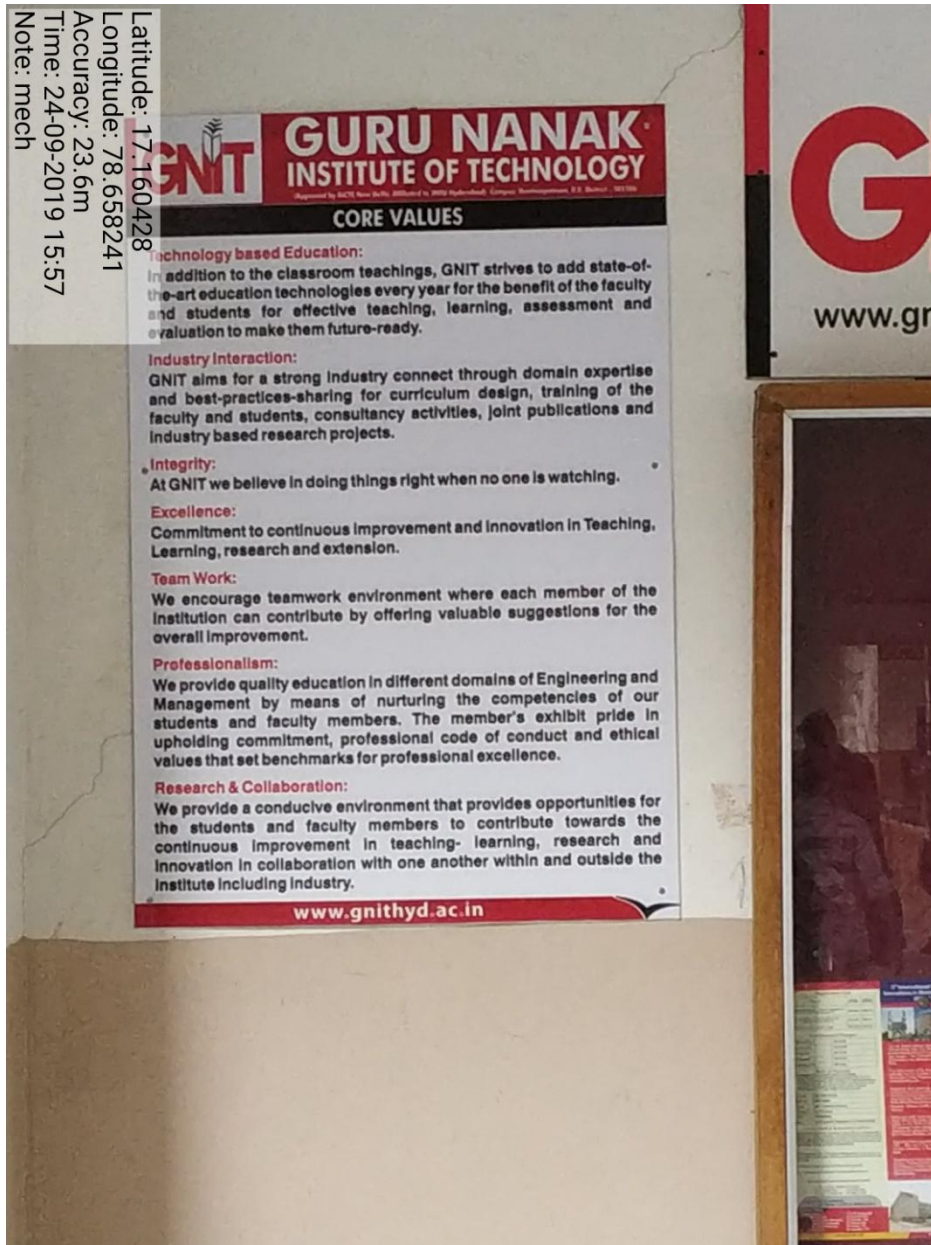 Latitude: 17.160428
Longitude: 78.658241
Accuracy: 23.6m
Time: 24-09-2019 15:57
Note: mech
GNIT
GURU NANAK
INSTITUTE OF TECHNOLOGY
CORE VALUES
Technology based Education:
In addition to the classroom teachings, GNIT strives to add state-of-
the-art education technologies every year for the benefit of the faculty
and students for effective teaching, learning, assessment and
evaluation to make them future-ready.
Industry Interaction:
GNIT aims for a strong industry connect through domain expertise
and best-practices-sharing for curriculum design, training of the
faculty and students, consultancy activities, joint publications and
industry based research projects.
Integrity:
At GNIT we believe in doing things right when no one is watching.
Excellence:
Commitment to continuous improvement and innovation in Teaching,
Learning, research and extension.
Team Work:
We encourage teamwork environment where each member of the
institution can contribute by offering valuable suggestions for the
overall improvement.
Professionalism:
We provide quality education in different domains of Engineering and
Management by means of nurturing the competencies of our
students and faculty members. The member's exhibit pride in
upholding commitment, professional code of conduct and ethical
values that set benchmarks for professional excellence.
Research & Collaboration:
We provide a conducive environment that provides opportunities for
the students and faculty members to contribute towards the
continuous improvement in teaching- learning, research and
innovation in collaboration with one another within and outside the
institute including industry.
www.gnithyd.ac.in
G
www.gn